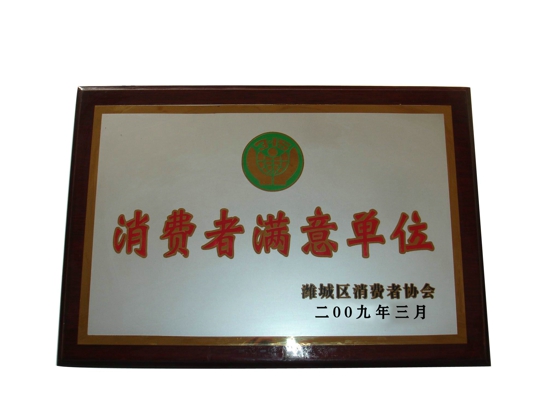 消费者满意单位
潍城区消费者协会
二00九年三月